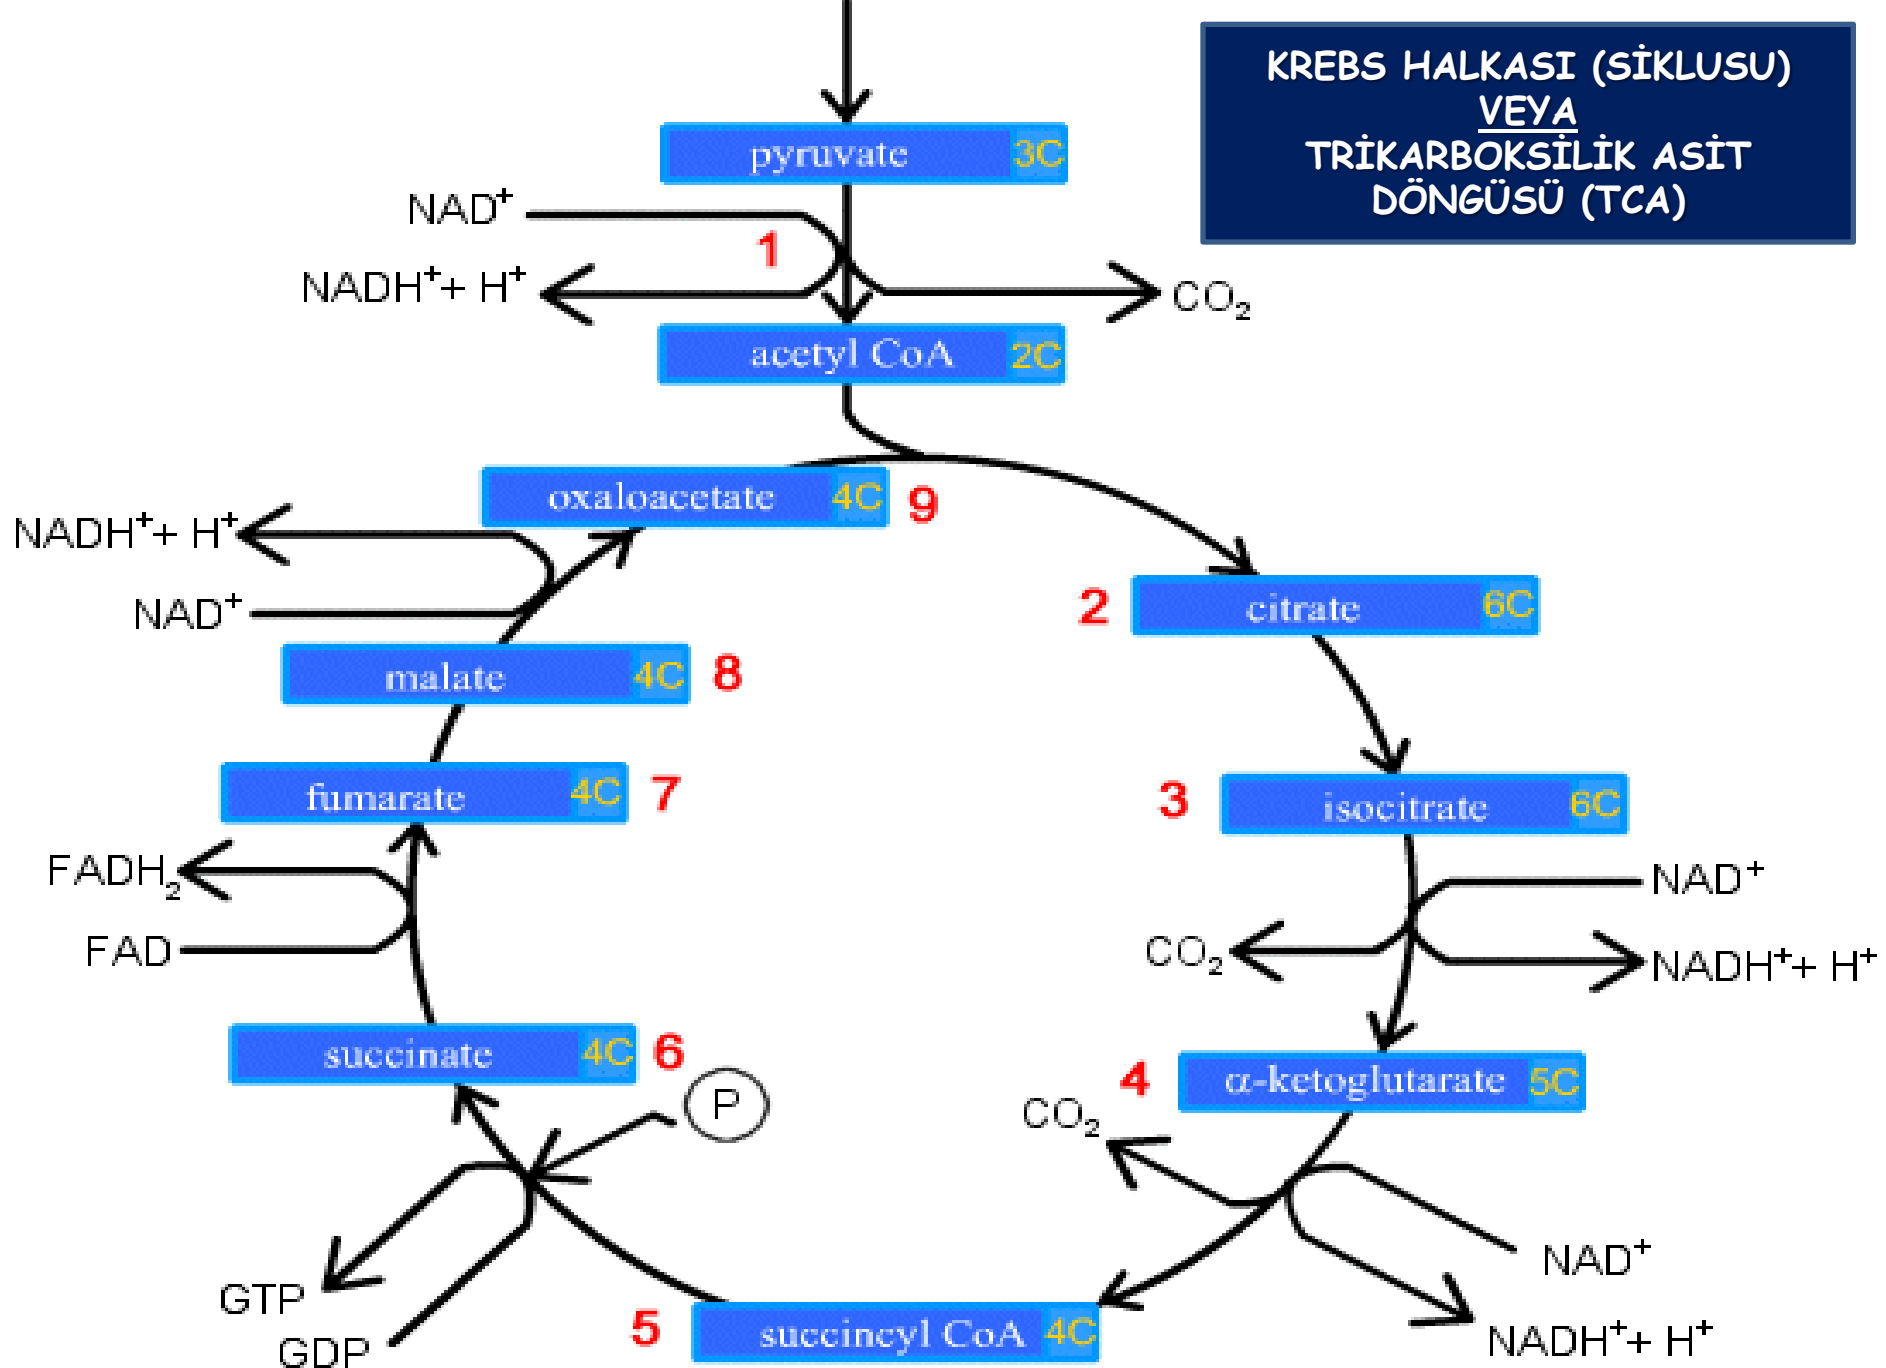 KREBS HALKASI (SİKLUSU)
VEYA
TRİKARBOKSİLİK ASİT
DÖNGÜSÜ (TCA)
pyruvate 3C
NAD⁺
1
NADH⁺+ H⁺
CO₂
acetyl CoA 2C
oxaloacetate 4C
9
NADH⁺+ H⁺
NAD⁺
2
citrate 6C
malate 4C
8
fumarate 4C
7
3
isocitrate 6C
FADH₂
FAD
NAD⁺
CO₂
NADH⁺+ H⁺
succinate 4C
6
P
4
α-ketoglutarate 5C
CO₂
GTP
GDP
NAD⁺
NADH⁺+ H⁺
5
succincyl CoA 4C